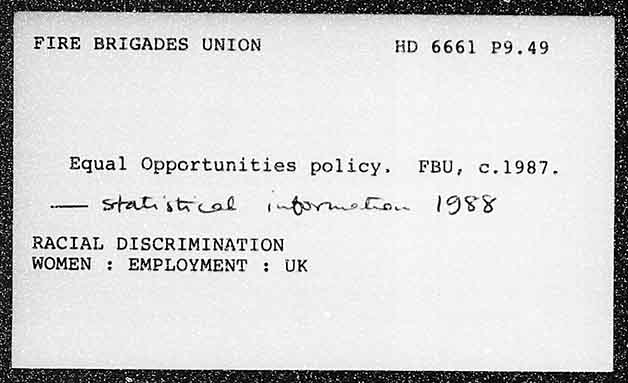 FIRE BRIGADES UNION HD 6661 P9.49
Equal Opportunities policy. FBU, c.1987.
— statistical information 1988
RACIAL DISCRIMINATION
WOMEN : EMPLOYMENT : UK